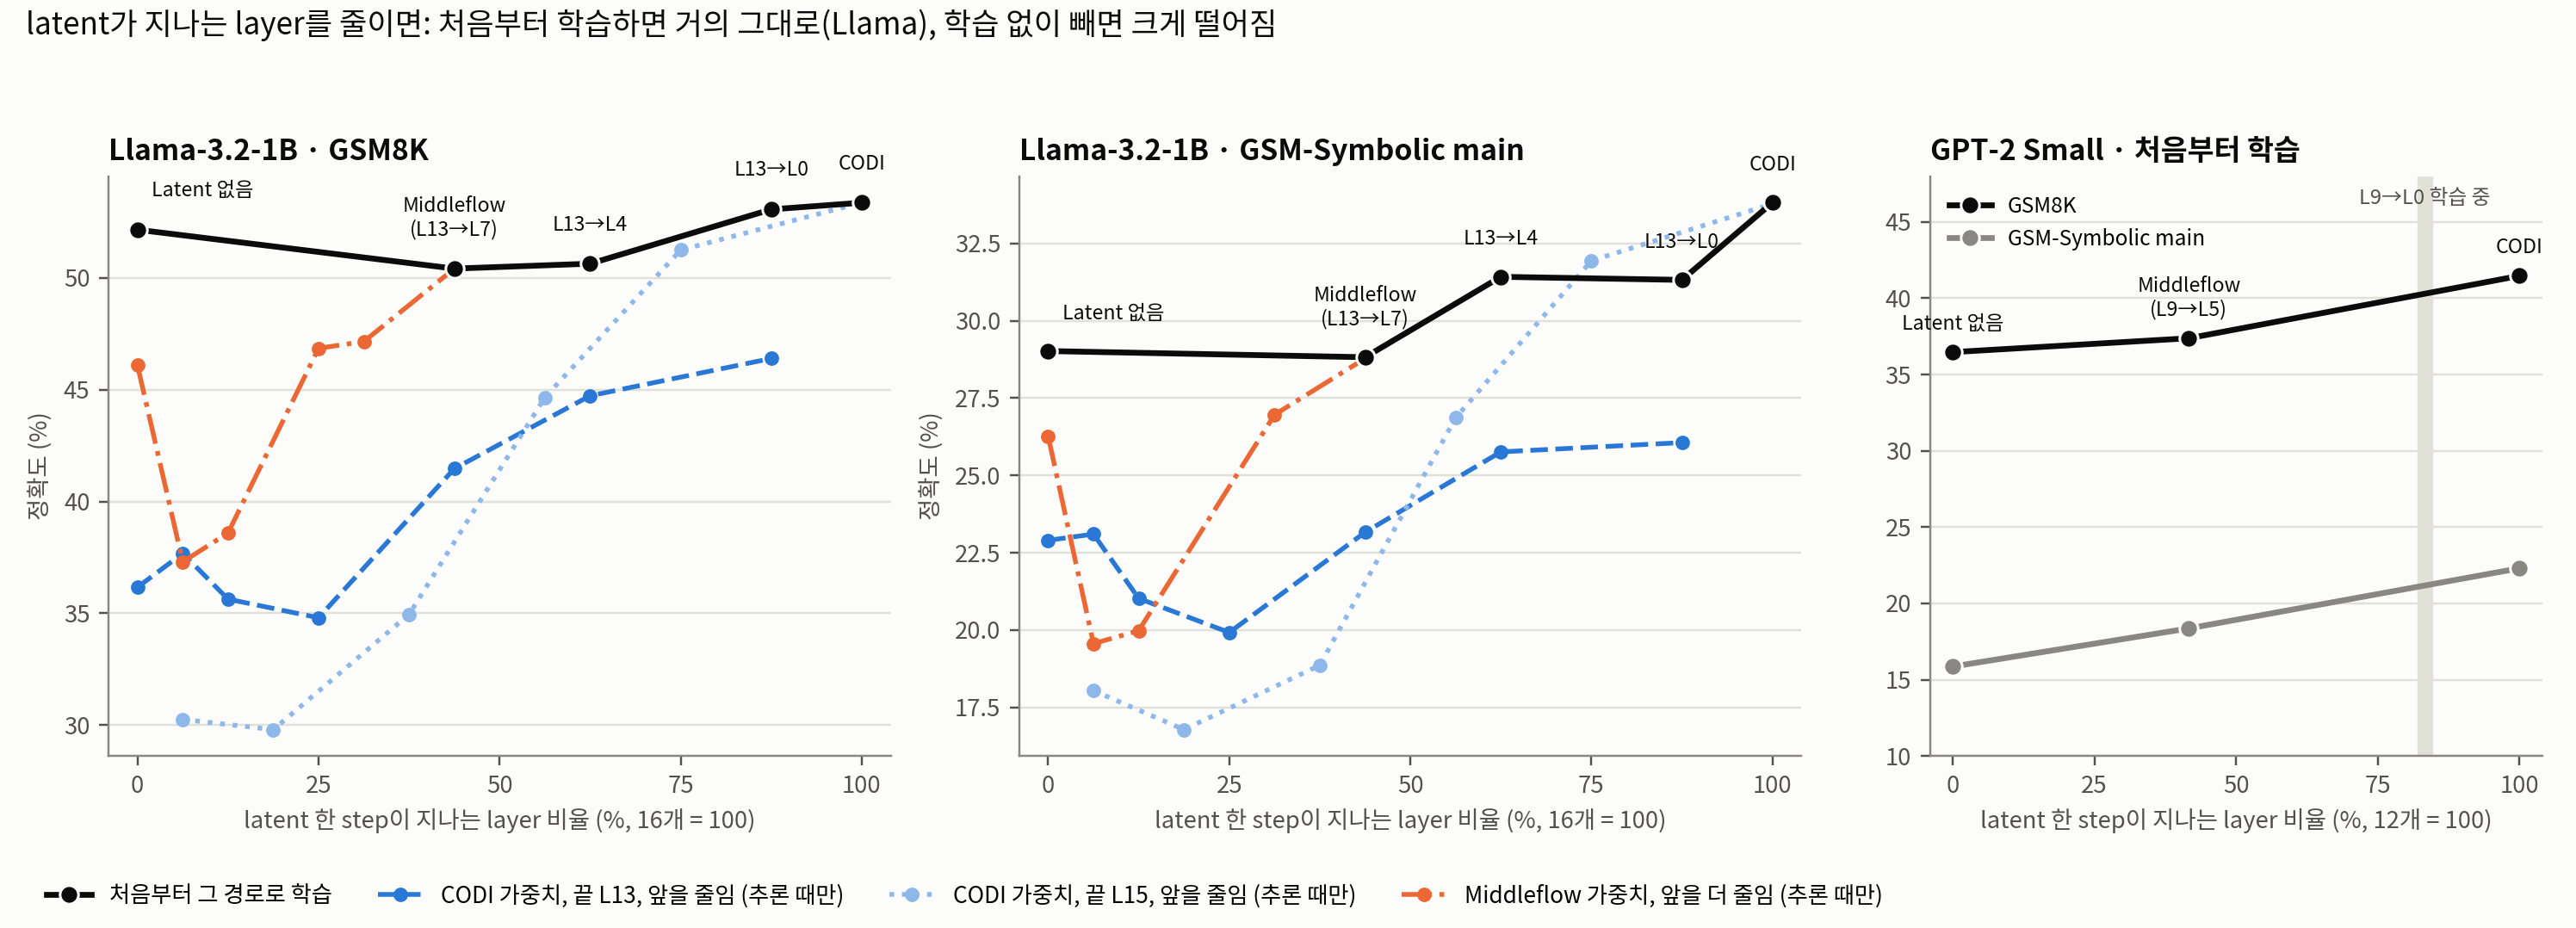 latent가 지나는 layer를 줄이면: 처음부터 학습하면 거의 그대로(Llama), 학습 없이 빼면 크게 떨어짐
Llama-3.2-1B · GSM8K
Latent 없음
Middleflow
(L13→L7)
L13→L4
L13→L0
CODI
50
45
40
35
30
정확도 (%)
0
25
50
75
100
latent 한 step이 지나는 layer 비율 (%, 16개 = 100)
Llama-3.2-1B · GSM-Symbolic main
Latent 없음
Middleflow
(L13→L7)
L13→L4
L13→L0
CODI
32.5
30.0
27.5
25.0
22.5
20.0
17.5
정확도 (%)
0
25
50
75
100
latent 한 step이 지나는 layer 비율 (%, 16개 = 100)
GPT-2 Small · 처음부터 학습
GSM8K
GSM-Symbolic main
L9→L0 학습 중
Latent 없음
Middleflow
(L9→L5)
CODI
45
40
35
30
25
20
15
10
0
25
50
75
100
latent 한 step이 지나는 layer 비율 (%, 12개 = 100)
처음부터 그 경로로 학습
CODI 가중치, 끝 L13, 앞을 줄임 (추론 때만)
CODI 가중치, 끝 L15, 앞을 줄임 (추론 때만)
Middleflow 가중치, 앞을 더 줄임 (추론 때만)